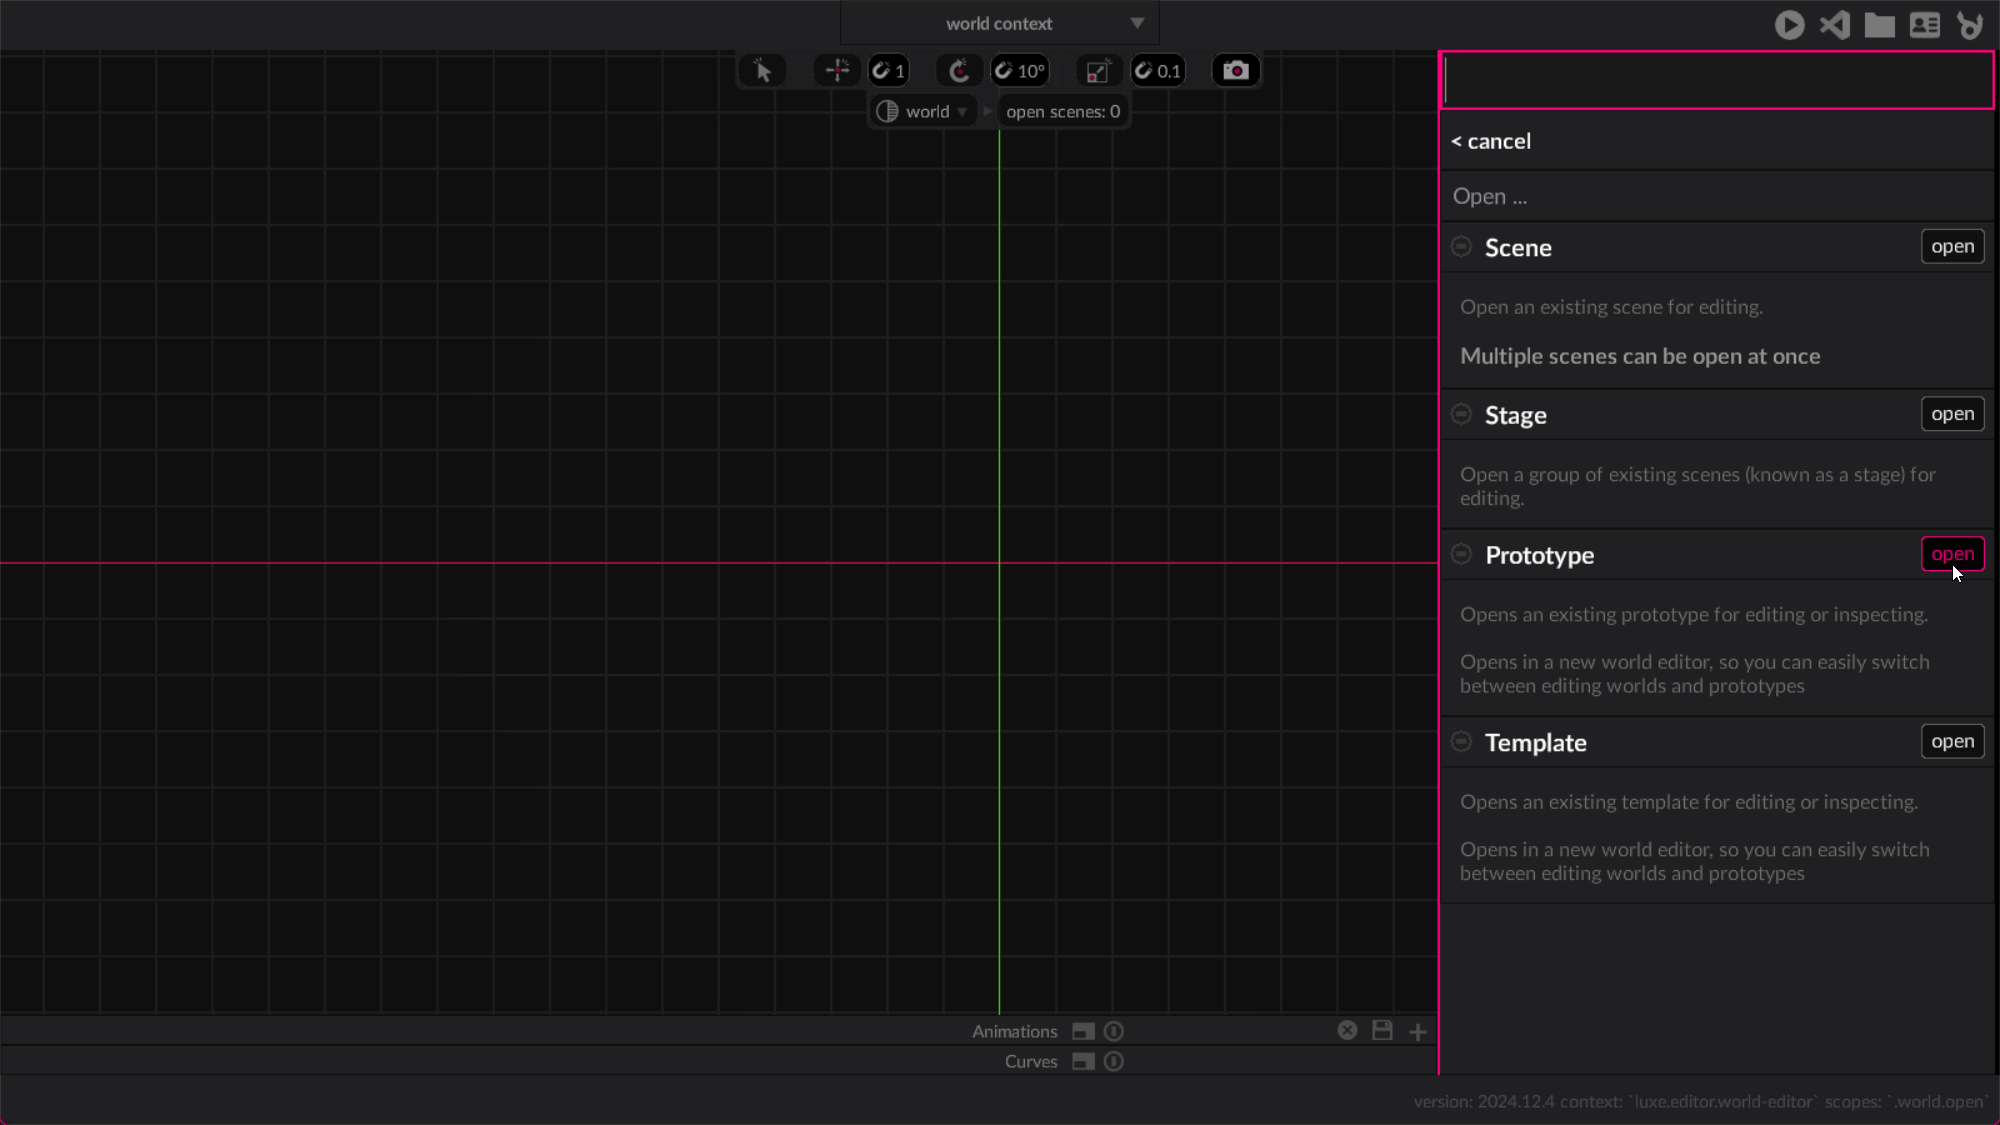 world context
1
10°
0.1
world
open scenes: 0
< cancel
Open ...
Scene
open
Open an existing scene for editing.
Multiple scenes can be open at once
Stage
open
Open a group of existing scenes (known as a stage) for
editing.
Prototype
open
Opens an existing prototype for editing or inspecting.
Opens in a new world editor, so you can easily switch
between editing worlds and prototypes
Template
open
Opens an existing template for editing or inspecting.
Opens in a new world editor, so you can easily switch
between editing worlds and prototypes
Animations
Curves
version: 2024.12.4 context: `luxe.editor.world-editor` scopes: `.world.open`